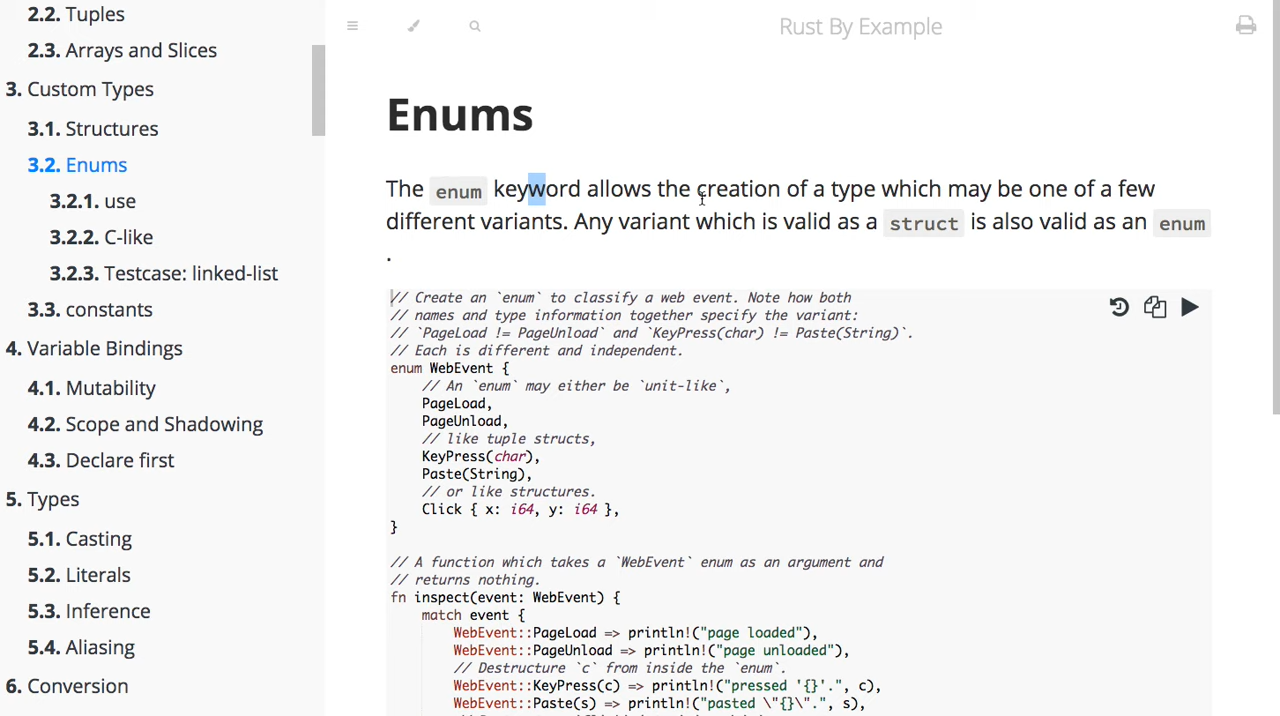 2.2. Tuples
2.3. Arrays and Slices
3. Custom Types
3.1. Structures
3.2. Enums
3.2.1. use
3.2.2. C-like
3.2.3. Testcase: linked-list
3.3. constants
4. Variable Bindings
4.1. Mutability
4.2. Scope and Shadowing
4.3. Declare first
5. Types
5.1. Casting
5.2. Literals
5.3. Inference
5.4. Aliasing
6. Conversion
Rust By Example
Enums
The enum keyword allows the creation of a type which may be one of a few
different variants. Any variant which is valid as a struct is also valid as an enum
.
// Create an `enum` to classify a web event. Note how both
// names and type information together specify the variant:
// `PageLoad != PageUnload` and `KeyPress(char) != Paste(String)`.
// Each is different and independent.
enum WebEvent {
    // An `enum` may either be `unit-like`,
    PageLoad,
    PageUnload,
    // like tuple structs,
    KeyPress(char),
    Paste(String),
    // or like structures.
    Click { x: i64, y: i64 },
}
// A function which takes a `WebEvent` enum as an argument and
// returns nothing.
fn inspect(event: WebEvent) {
    match event {
        WebEvent::PageLoad => println!("page loaded"),
        WebEvent::PageUnload => println!("page unloaded"),
        // Destructure `c` from inside the `enum`.
        WebEvent::KeyPress(c) => println!("pressed '{}'.", c),
        WebEvent::Paste(s) => println!("pasted \"{}\".", s),